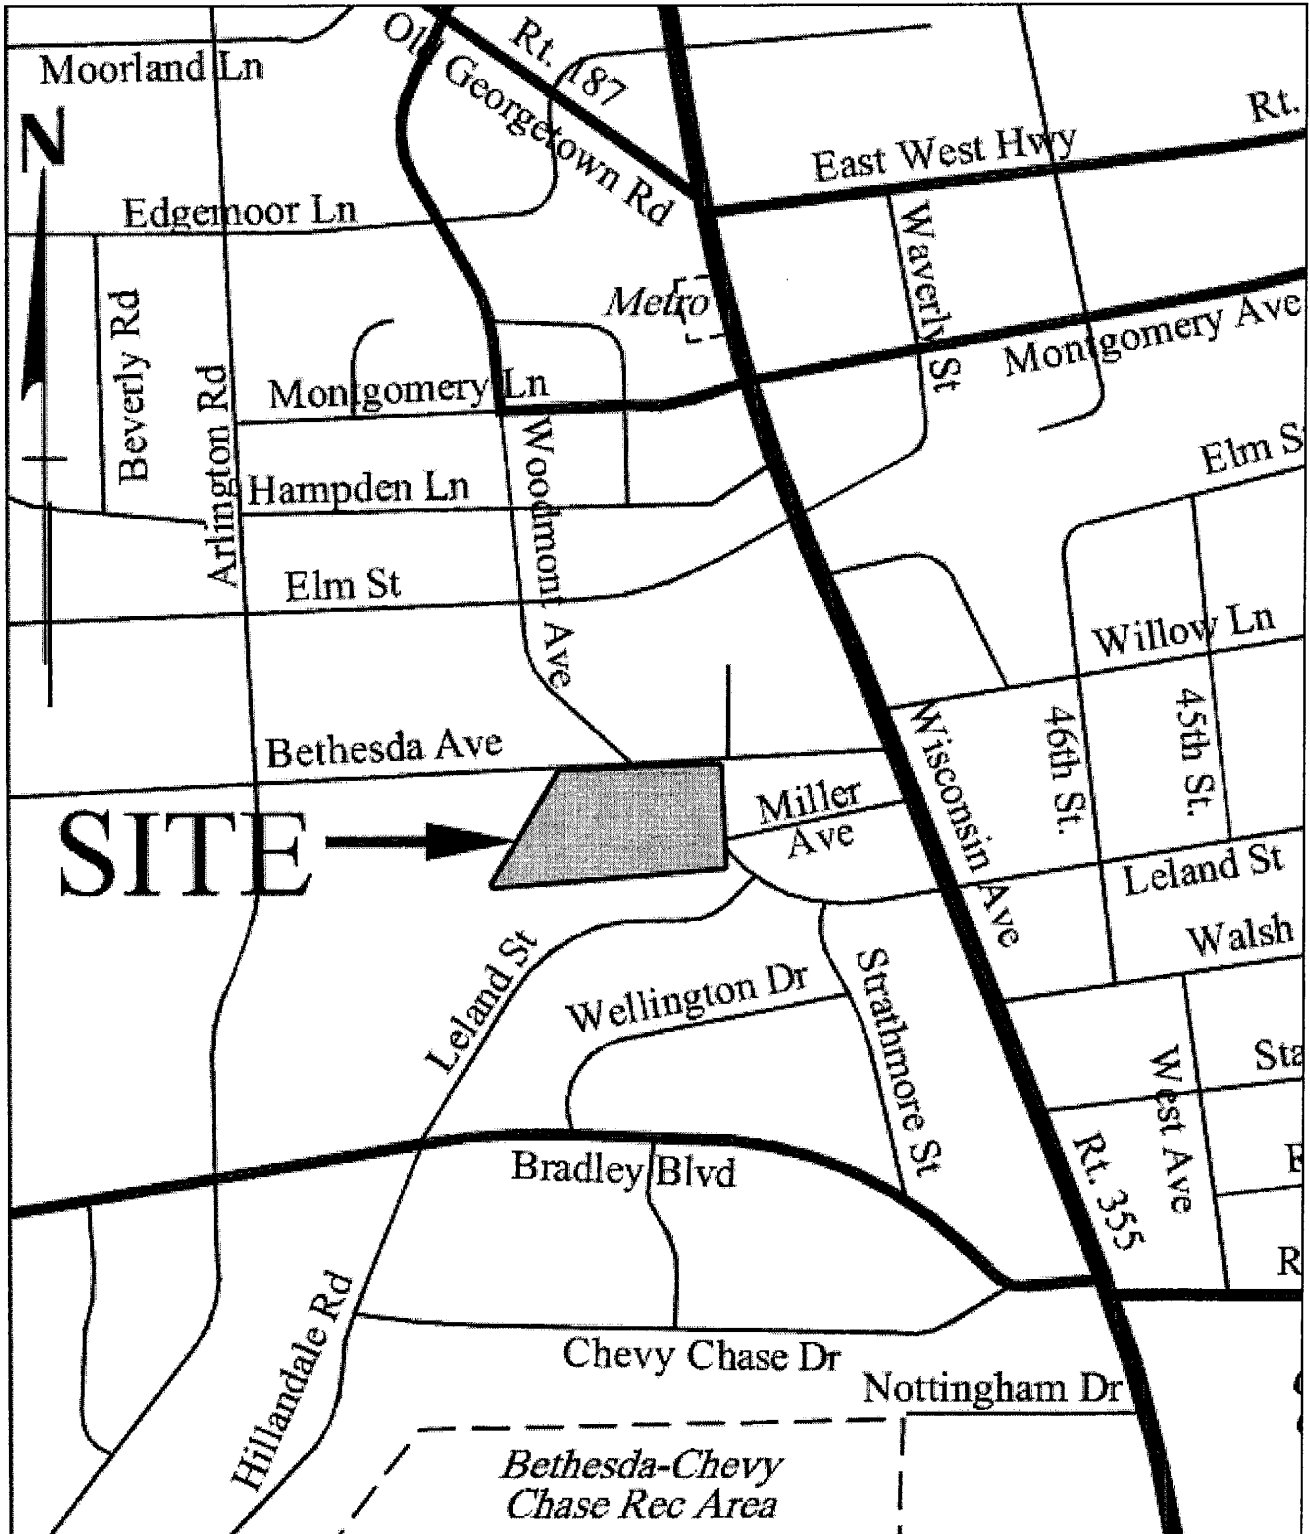 Moorland Ln
Old Georgetown Rd
Rt. 187
N
East West Hwy
Rt.
Edgemoor Ln
Waverly St
Metro
Beverly Rd
Arlington Rd
Montgomery Ln
Montgomery Ave
Hampden Ln
Woodmont Ave
Elm S
Elm St
Willow Ln
Bethesda Ave
Wisconsin Ave
46th St.
45th St.
SITE
Miller
Ave
Leland St
Walsh
Leland St
Wellington Dr
Strathmore St
West Ave
Sta
Bradley Blvd
Rt. 355
R
Hillandale Rd
Chevy Chase Dr
Nottingham Dr
Bethesda-Chevy
Chase Rec Area